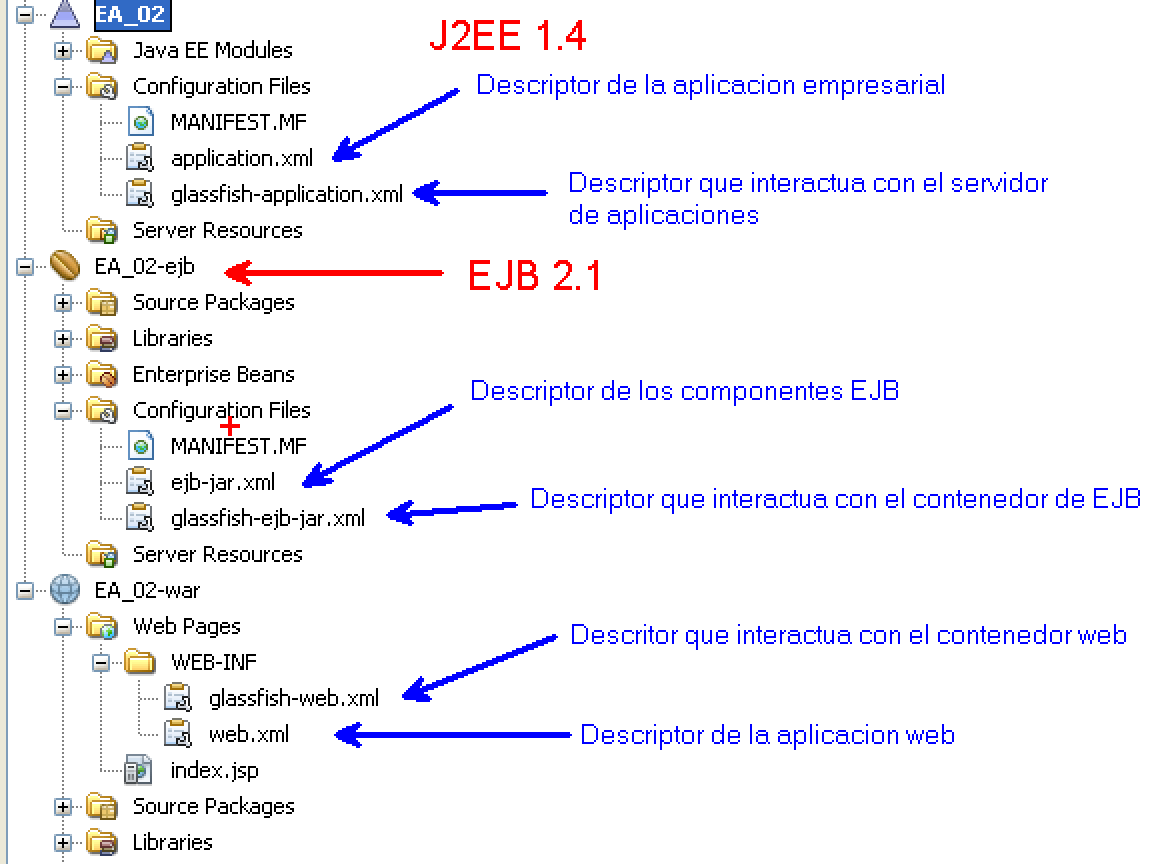 EA_02
J2EE 1.4
Java EE Modules
Configuration Files
Descriptor de la aplicacion empresarial
MANIFEST.MF
application.xml
glassfish-application.xml
Descriptor que interactua con el servidor
de aplicaciones
Server Resources
EA_02-ejb
EJB 2.1
Source Packages
Libraries
Enterprise Beans
Descriptor de los componentes EJB
Configuration Files
MANIFEST.MF
ejb-jar.xml
Descriptor que interactua con el contenedor de EJB
glassfish-ejb-jar.xml
Server Resources
EA_02-war
Web Pages
Descritor que interactua con el contenedor web
WEB-INF
glassfish-web.xml
web.xml
Descriptor de la aplicacion web
index.jsp
Source Packages
Libraries